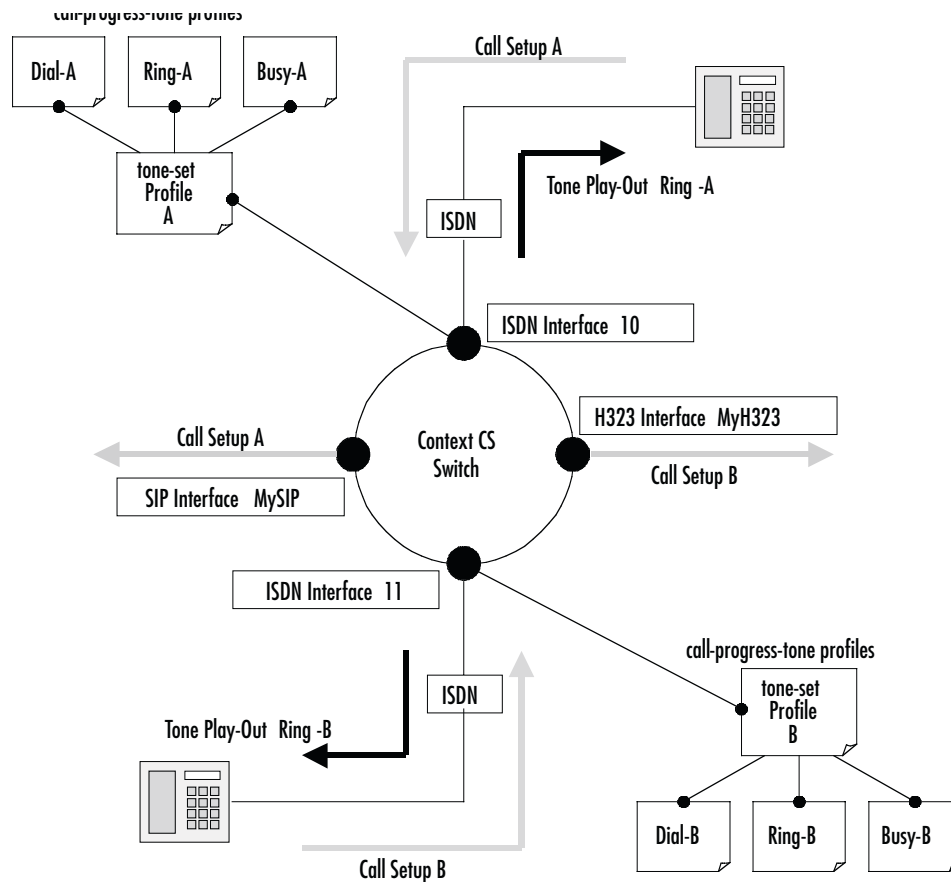 call-progress-tone profiles
Call Setup A
Dial-A
Ring-A
Busy-A
tone-set
Profile
A
Tone Play-Out Ring -A
ISDN
ISDN Interface 10
H323 Interface MyH323
Call Setup A
Context CS
Switch
Call Setup B
SIP Interface MySIP
ISDN Interface 11
call-progress-tone profiles
ISDN
tone-set
Profile
B
Tone Play-Out Ring -B
Dial-B
Ring-B
Busy-B
Call Setup B